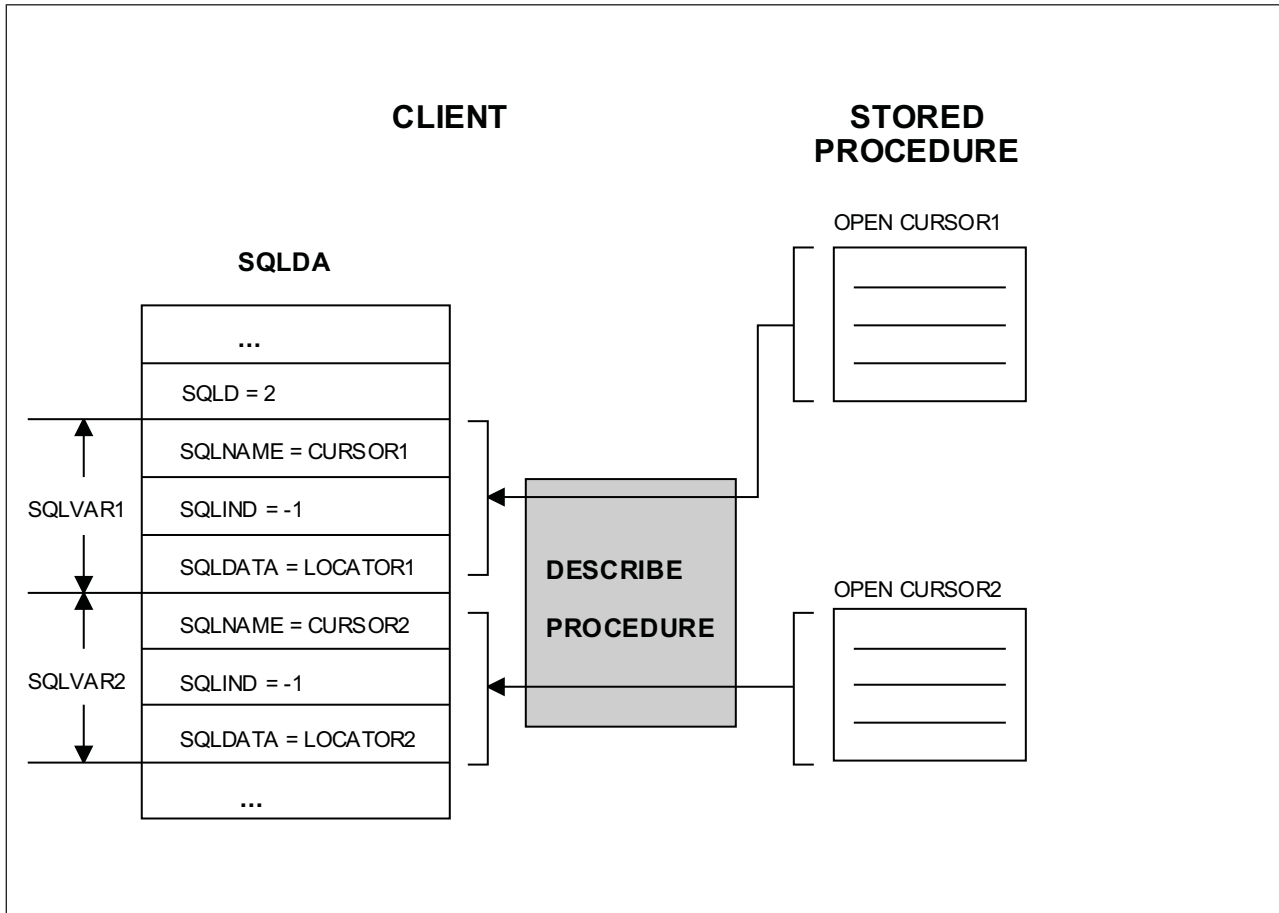 CLIENT
STORED
PROCEDURE
OPEN CURSOR1
SQLDA
...
SQLD = 2
SQLNAME = CURSOR1
SQLVAR1
SQLIND = -1
SQLDATA = LOCATOR1
DESCRIBE
PROCEDURE
OPEN CURSOR2
SQLNAME = CURSOR2
SQLVAR2
SQLIND = -1
SQLDATA = LOCATOR2
...